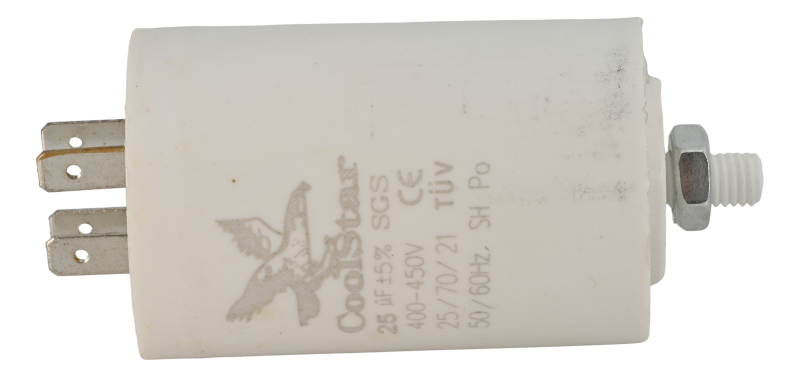 CoolStar
25 µF±5% SGS
400-450V CE
25/70/21 TÜV
50/60Hz, SH Po